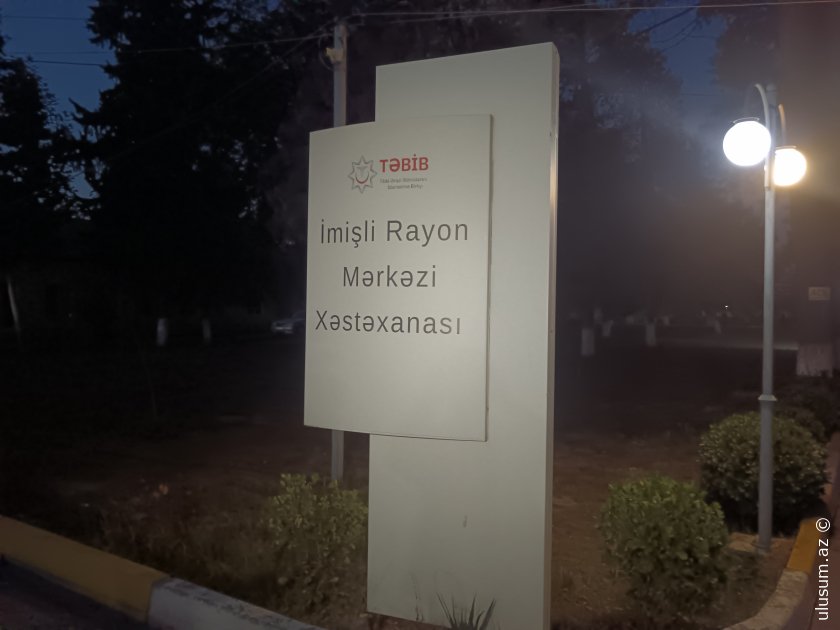 TƏBİB
İmişli Rayon
Mərkəzi
Xəstəxanası
ulusum.az ©